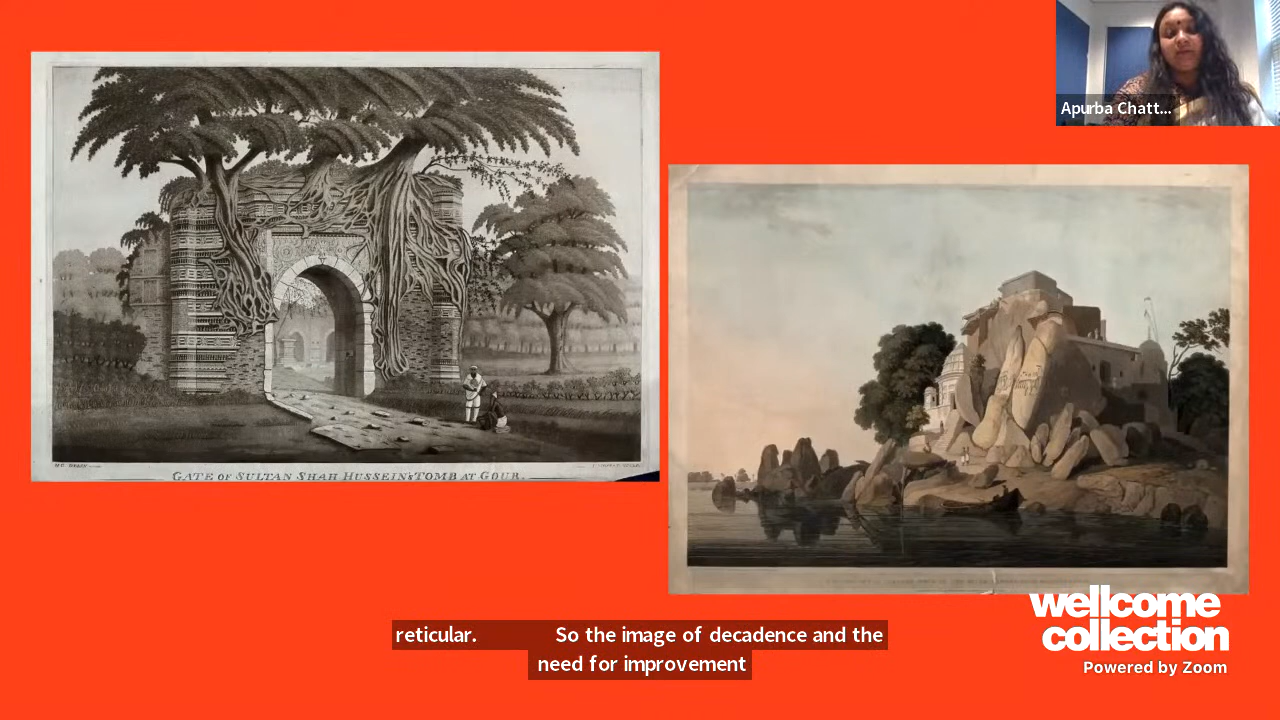 Apurba Chatt...
GATE OF SULTAN SHAH HUSSEIN'S TOMB AT GOUR.
reticular. So the image of decadence and the
need for improvement
wellcome
collection
Powered by Zoom